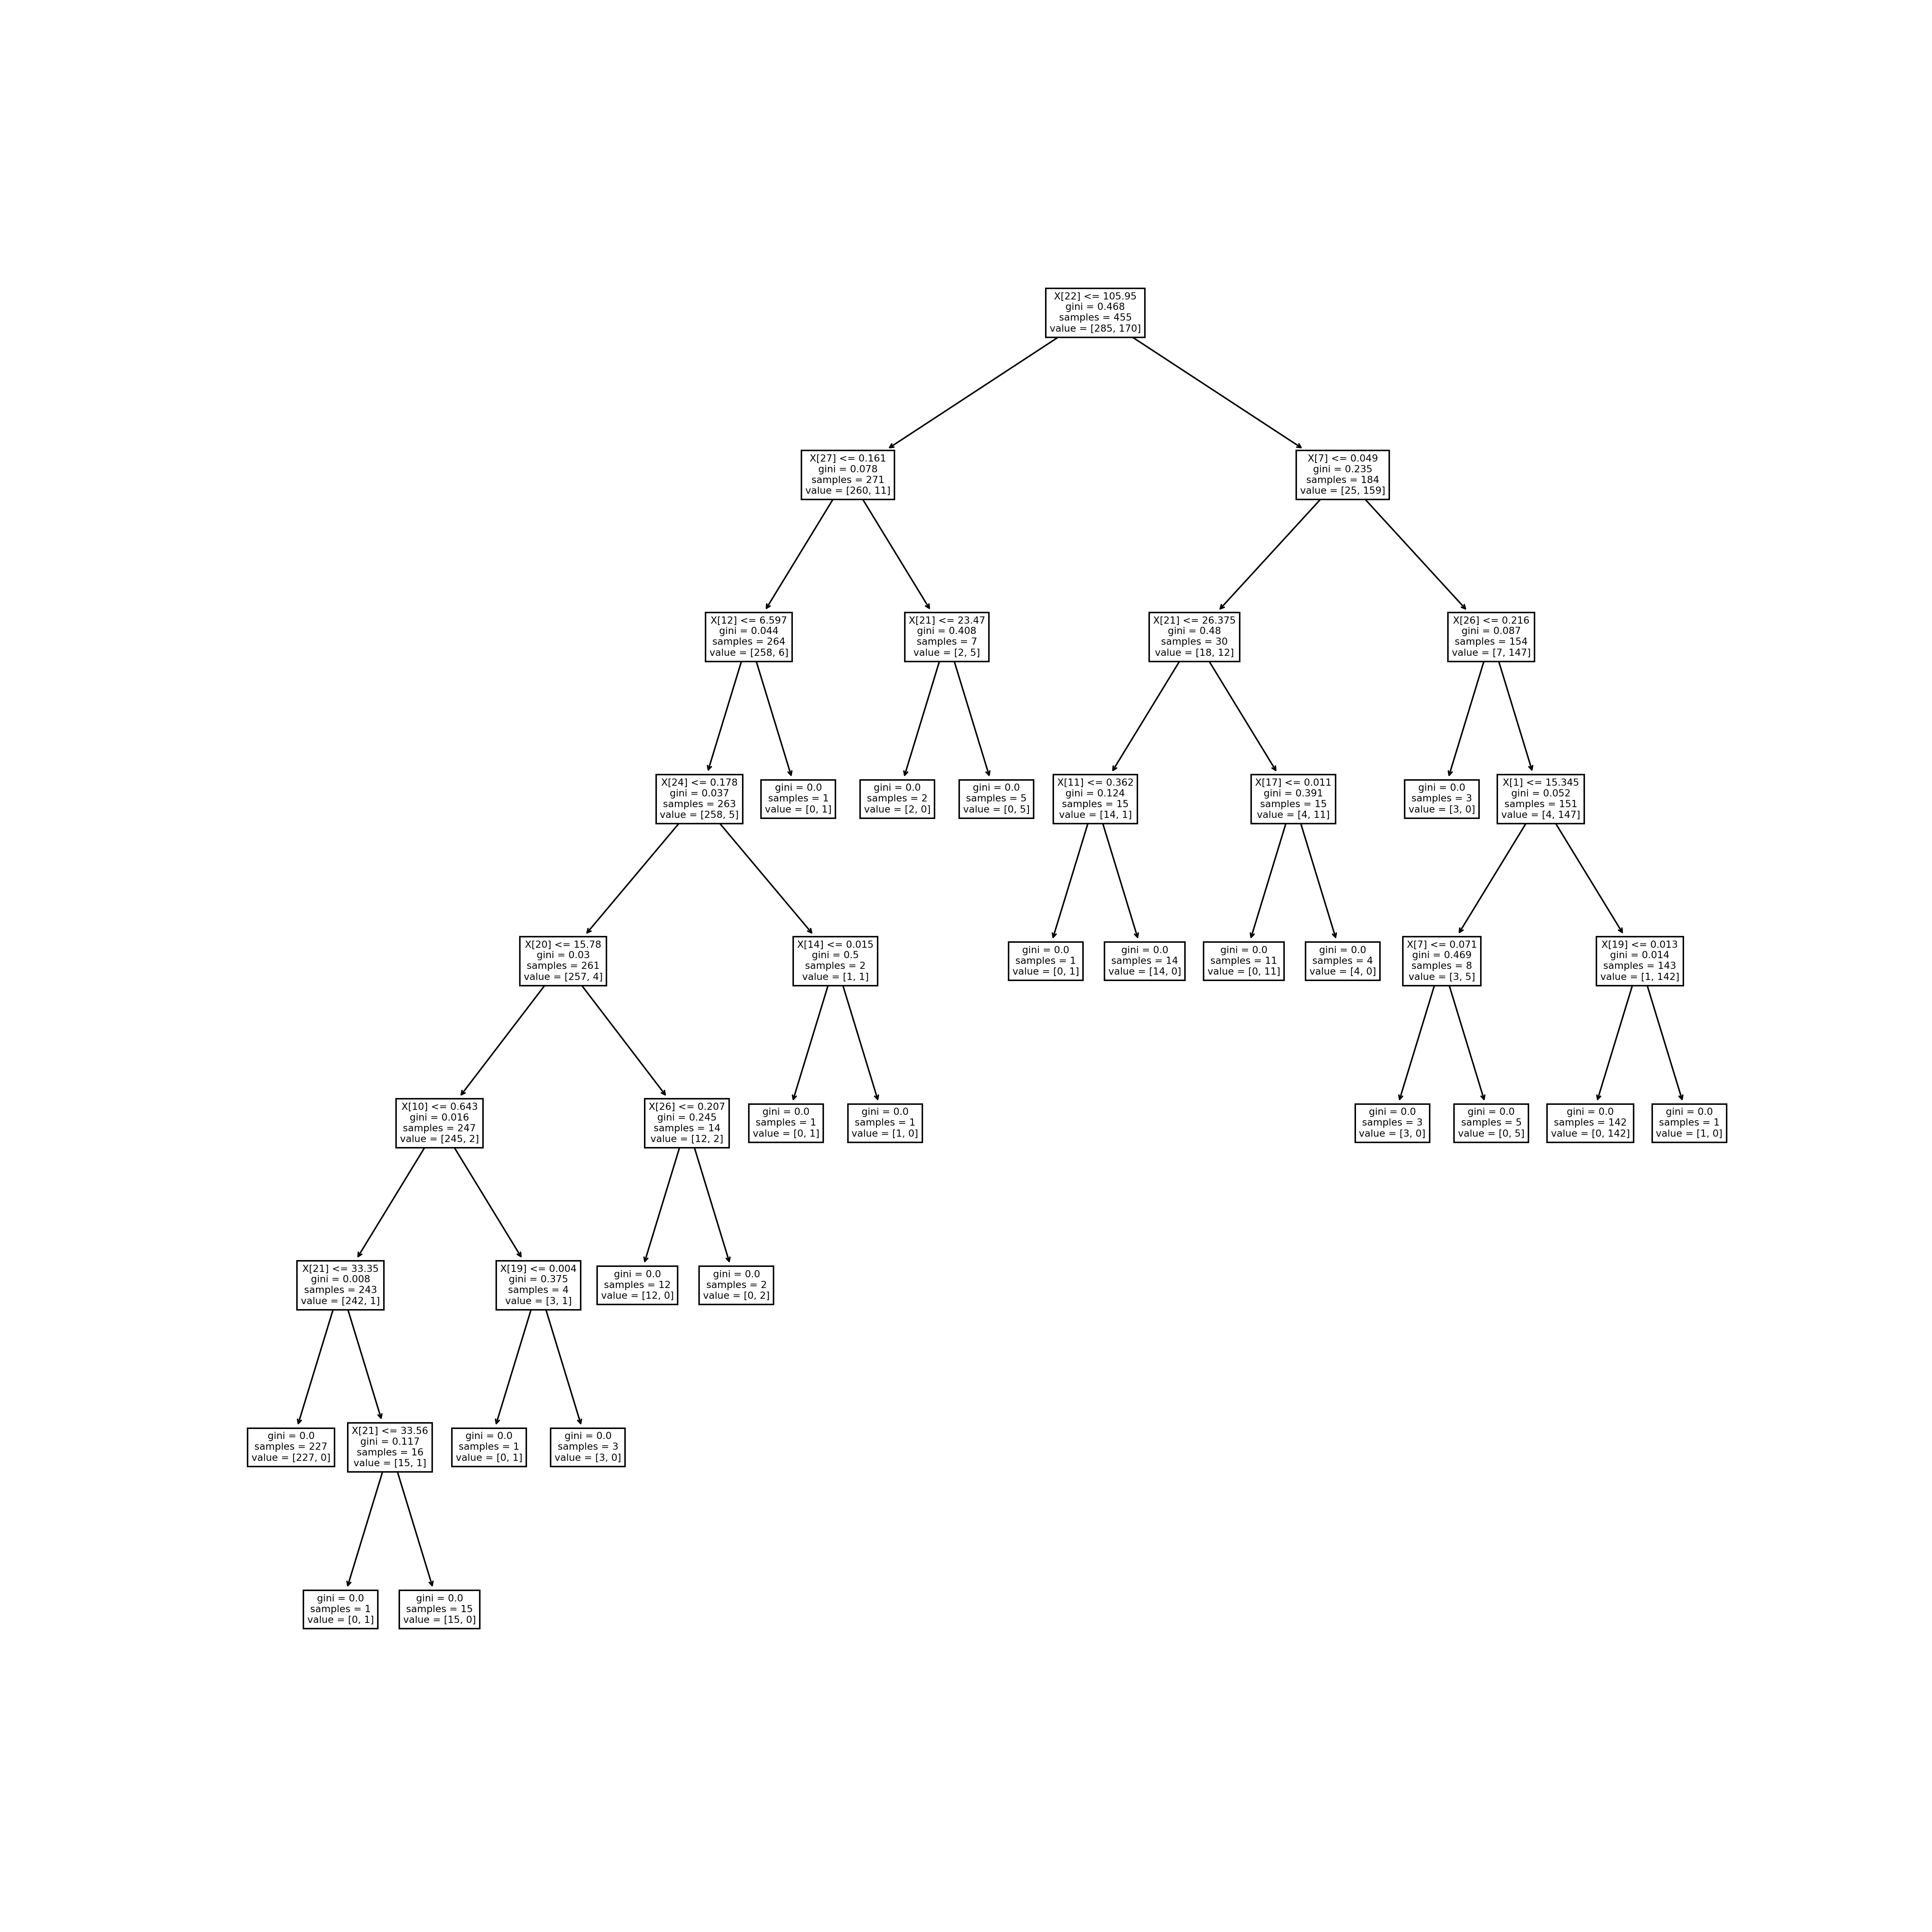 X[22] <= 105.95
gini = 0.468
samples = 455
value = [285, 170]
X[27] <= 0.161
gini = 0.078
samples = 271
value = [260, 11]
X[7] <= 0.049
gini = 0.235
samples = 184
value = [25, 159]
X[12] <= 6.597
gini = 0.044
samples = 264
value = [258, 6]
X[21] <= 23.47
gini = 0.408
samples = 7
value = [2, 5]
X[21] <= 26.375
gini = 0.48
samples = 30
value = [18, 12]
X[26] <= 0.216
gini = 0.087
samples = 154
value = [7, 147]
X[24] <= 0.178
gini = 0.037
samples = 263
value = [258, 5]
gini = 0.0
samples = 1
value = [0, 1]
gini = 0.0
samples = 2
value = [2, 0]
gini = 0.0
samples = 5
value = [0, 5]
X[11] <= 0.362
gini = 0.124
samples = 15
value = [14, 1]
X[17] <= 0.011
gini = 0.391
samples = 15
value = [4, 11]
gini = 0.0
samples = 3
value = [3, 0]
X[1] <= 15.345
gini = 0.052
samples = 151
value = [4, 147]
X[20] <= 15.78
gini = 0.03
samples = 261
value = [257, 4]
X[14] <= 0.015
gini = 0.5
samples = 2
value = [1, 1]
gini = 0.0
samples = 1
value = [0, 1]
gini = 0.0
samples = 14
value = [14, 0]
gini = 0.0
samples = 11
value = [0, 11]
gini = 0.0
samples = 4
value = [4, 0]
X[7] <= 0.071
gini = 0.469
samples = 8
value = [3, 5]
X[19] <= 0.013
gini = 0.014
samples = 143
value = [1, 142]
X[10] <= 0.643
gini = 0.016
samples = 247
value = [245, 2]
X[26] <= 0.207
gini = 0.245
samples = 14
value = [12, 2]
gini = 0.0
samples = 1
value = [0, 1]
gini = 0.0
samples = 1
value = [1, 0]
gini = 0.0
samples = 3
value = [3, 0]
gini = 0.0
samples = 5
value = [0, 5]
gini = 0.0
samples = 142
value = [0, 142]
gini = 0.0
samples = 1
value = [1, 0]
X[21] <= 33.35
gini = 0.008
samples = 243
value = [242, 1]
X[19] <= 0.004
gini = 0.375
samples = 4
value = [3, 1]
gini = 0.0
samples = 12
value = [12, 0]
gini = 0.0
samples = 2
value = [0, 2]
gini = 0.0
samples = 227
value = [227, 0]
X[21] <= 33.56
gini = 0.117
samples = 16
value = [15, 1]
gini = 0.0
samples = 1
value = [0, 1]
gini = 0.0
samples = 3
value = [3, 0]
gini = 0.0
samples = 1
value = [0, 1]
gini = 0.0
samples = 15
value = [15, 0]